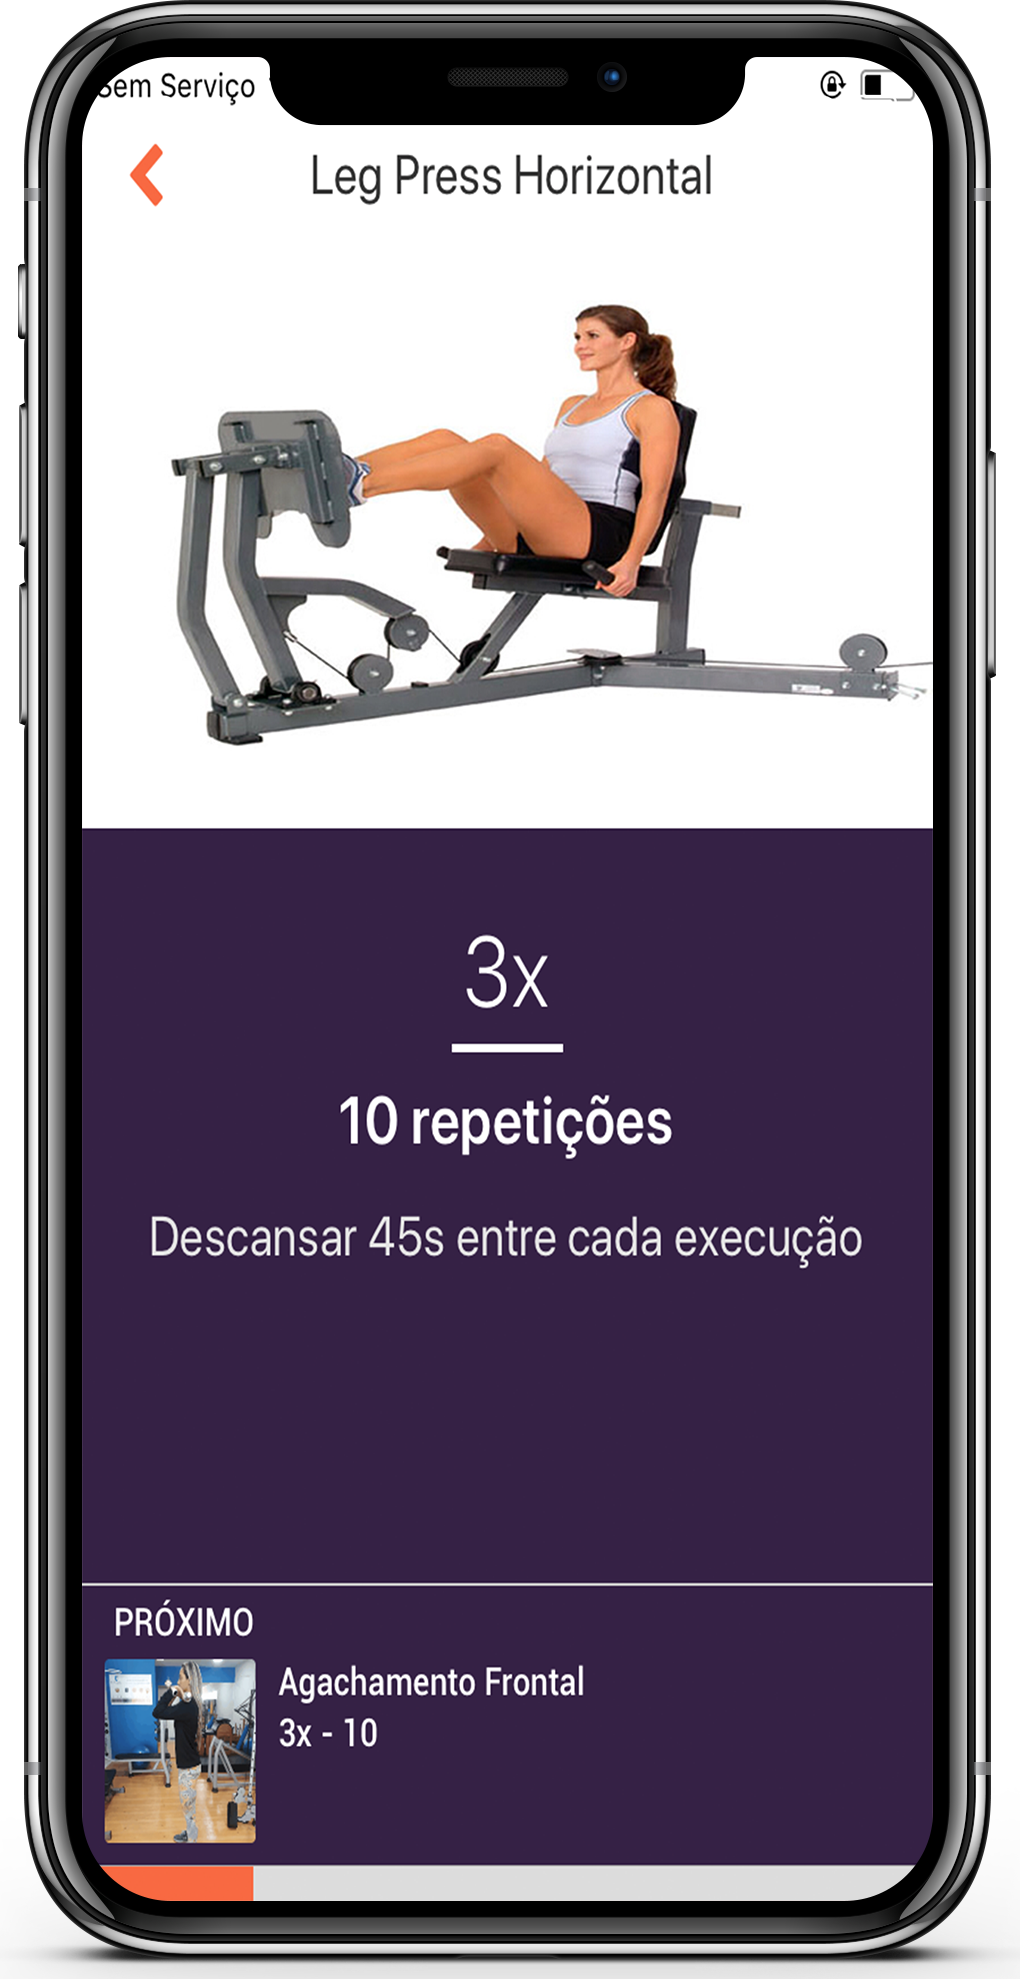 Sem Serviço
Leg Press Horizontal
3x
10 repetições
Descansar 45s entre cada execução
PRÓXIMO
Agachamento Frontal
3x - 10